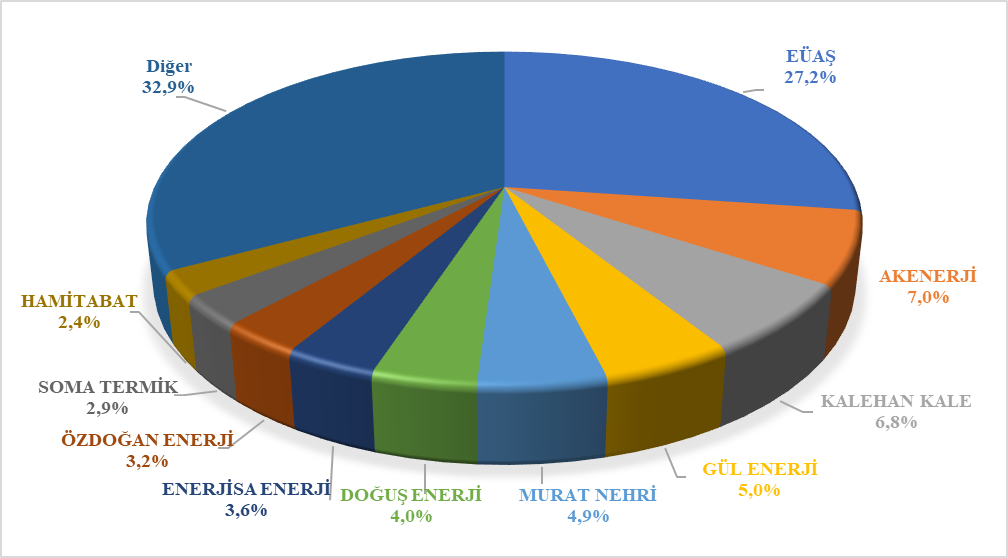 EÜAŞ
27,2%
AKENERJİ
7,0%
KALEHAN KALE
6,8%
GÜL ENERJİ
5,0%
MURAT NEHRİ
4,9%
DOĞUŞ ENERJİ
4,0%
ENERJİSA ENERJİ
3,6%
ÖZDOĞAN ENERJİ
3,2%
SOMA TERMİK
2,9%
HAMİTABAT
2,4%
Diğer
32,9%